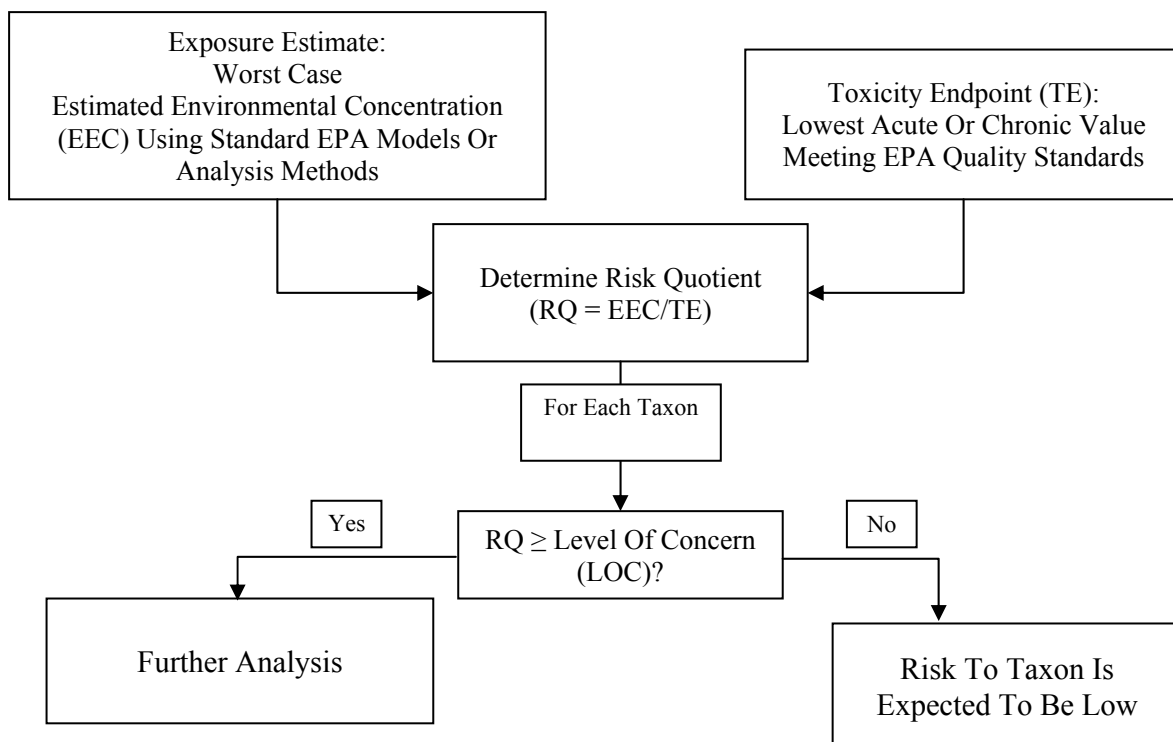 Exposure Estimate:
Worst Case
Estimated Environmental Concentration
(EEC) Using Standard EPA Models Or
Analysis Methods
Toxicity Endpoint (TE):
Lowest Acute Or Chronic Value
Meeting EPA Quality Standards
Determine Risk Quotient
(RQ = EEC/TE)
For Each Taxon
Yes
RQ ≥ Level Of Concern
(LOC)?
No
Further Analysis
Risk To Taxon Is
Expected To Be Low